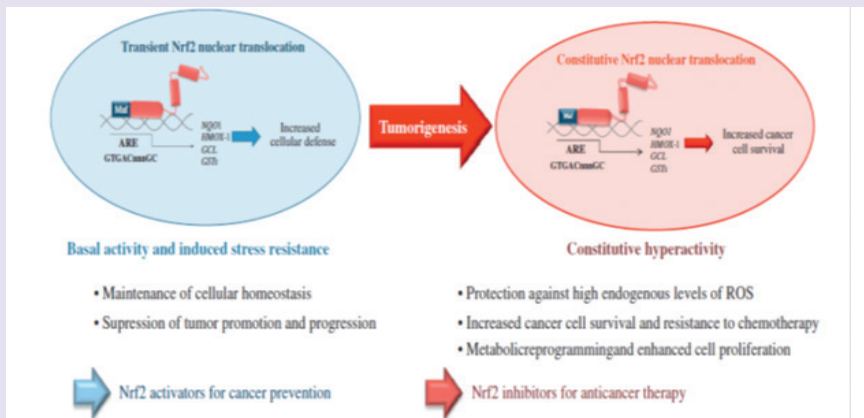 Transient Nrf2 nuclear translocation
Maf
NQO1
HMOX-1
GCL
GSTs
ARE
GTGACnnnGC
Increased
cellular defense
Tumorigenesis
Constitutive Nrf2 nuclear translocation
Maf
NQO1
HMOX-1
GCL
GSTs
ARE
GTGACnnnGC
Increased cancer
cell survival
Basal activity and induced stress resistance
• Maintenance of cellular homeostasis
• Supression of tumor promotion and progression
Nrf2 activators for cancer prevention
Constitutive hyperactivity
• Protection against high endogenous levels of ROS
• Increased cancer cell survival and resistance to chemotherapy
• Metabolicreprogrammingand enhanced cell proliferation
Nrf2 inhibitors for anticancer therapy